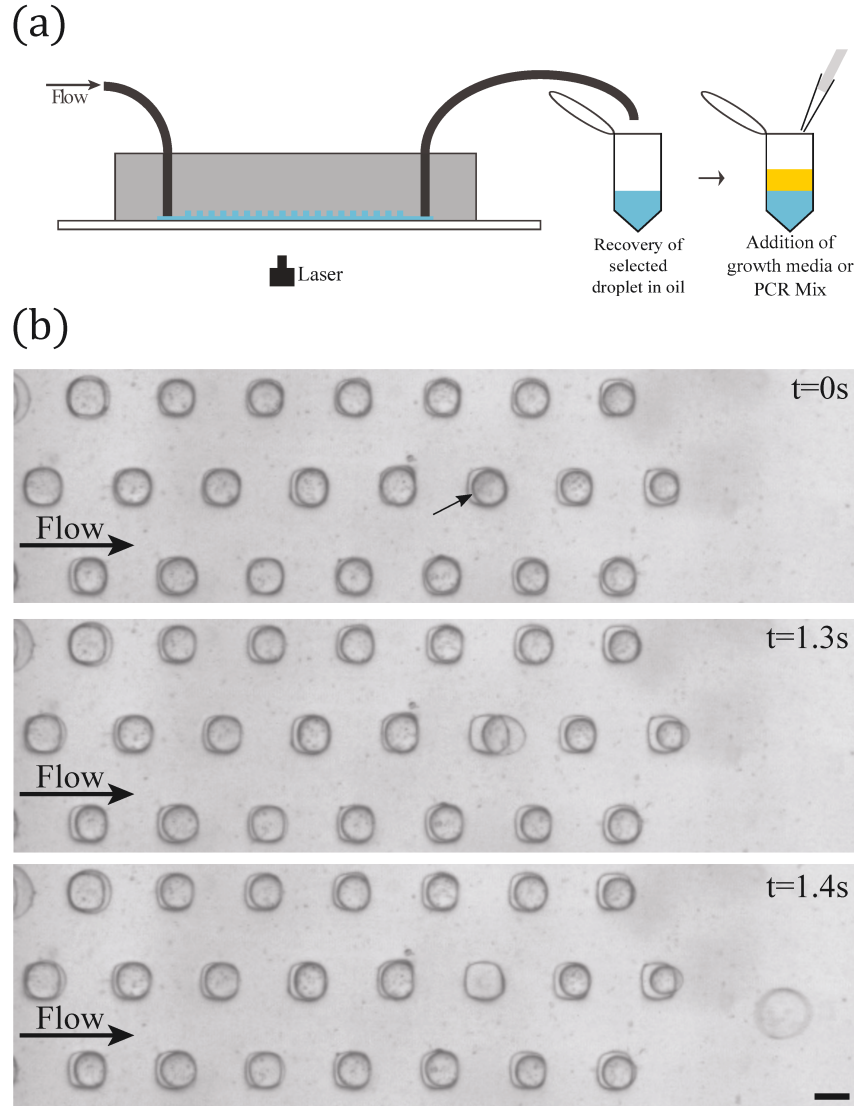 (a)
Flow
Laser
Recovery of
selected
droplet in oil
Addition of
growth media or
PCR Mix
(b)
t=0s
Flow
t=1.3s
Flow
t=1.4s
Flow